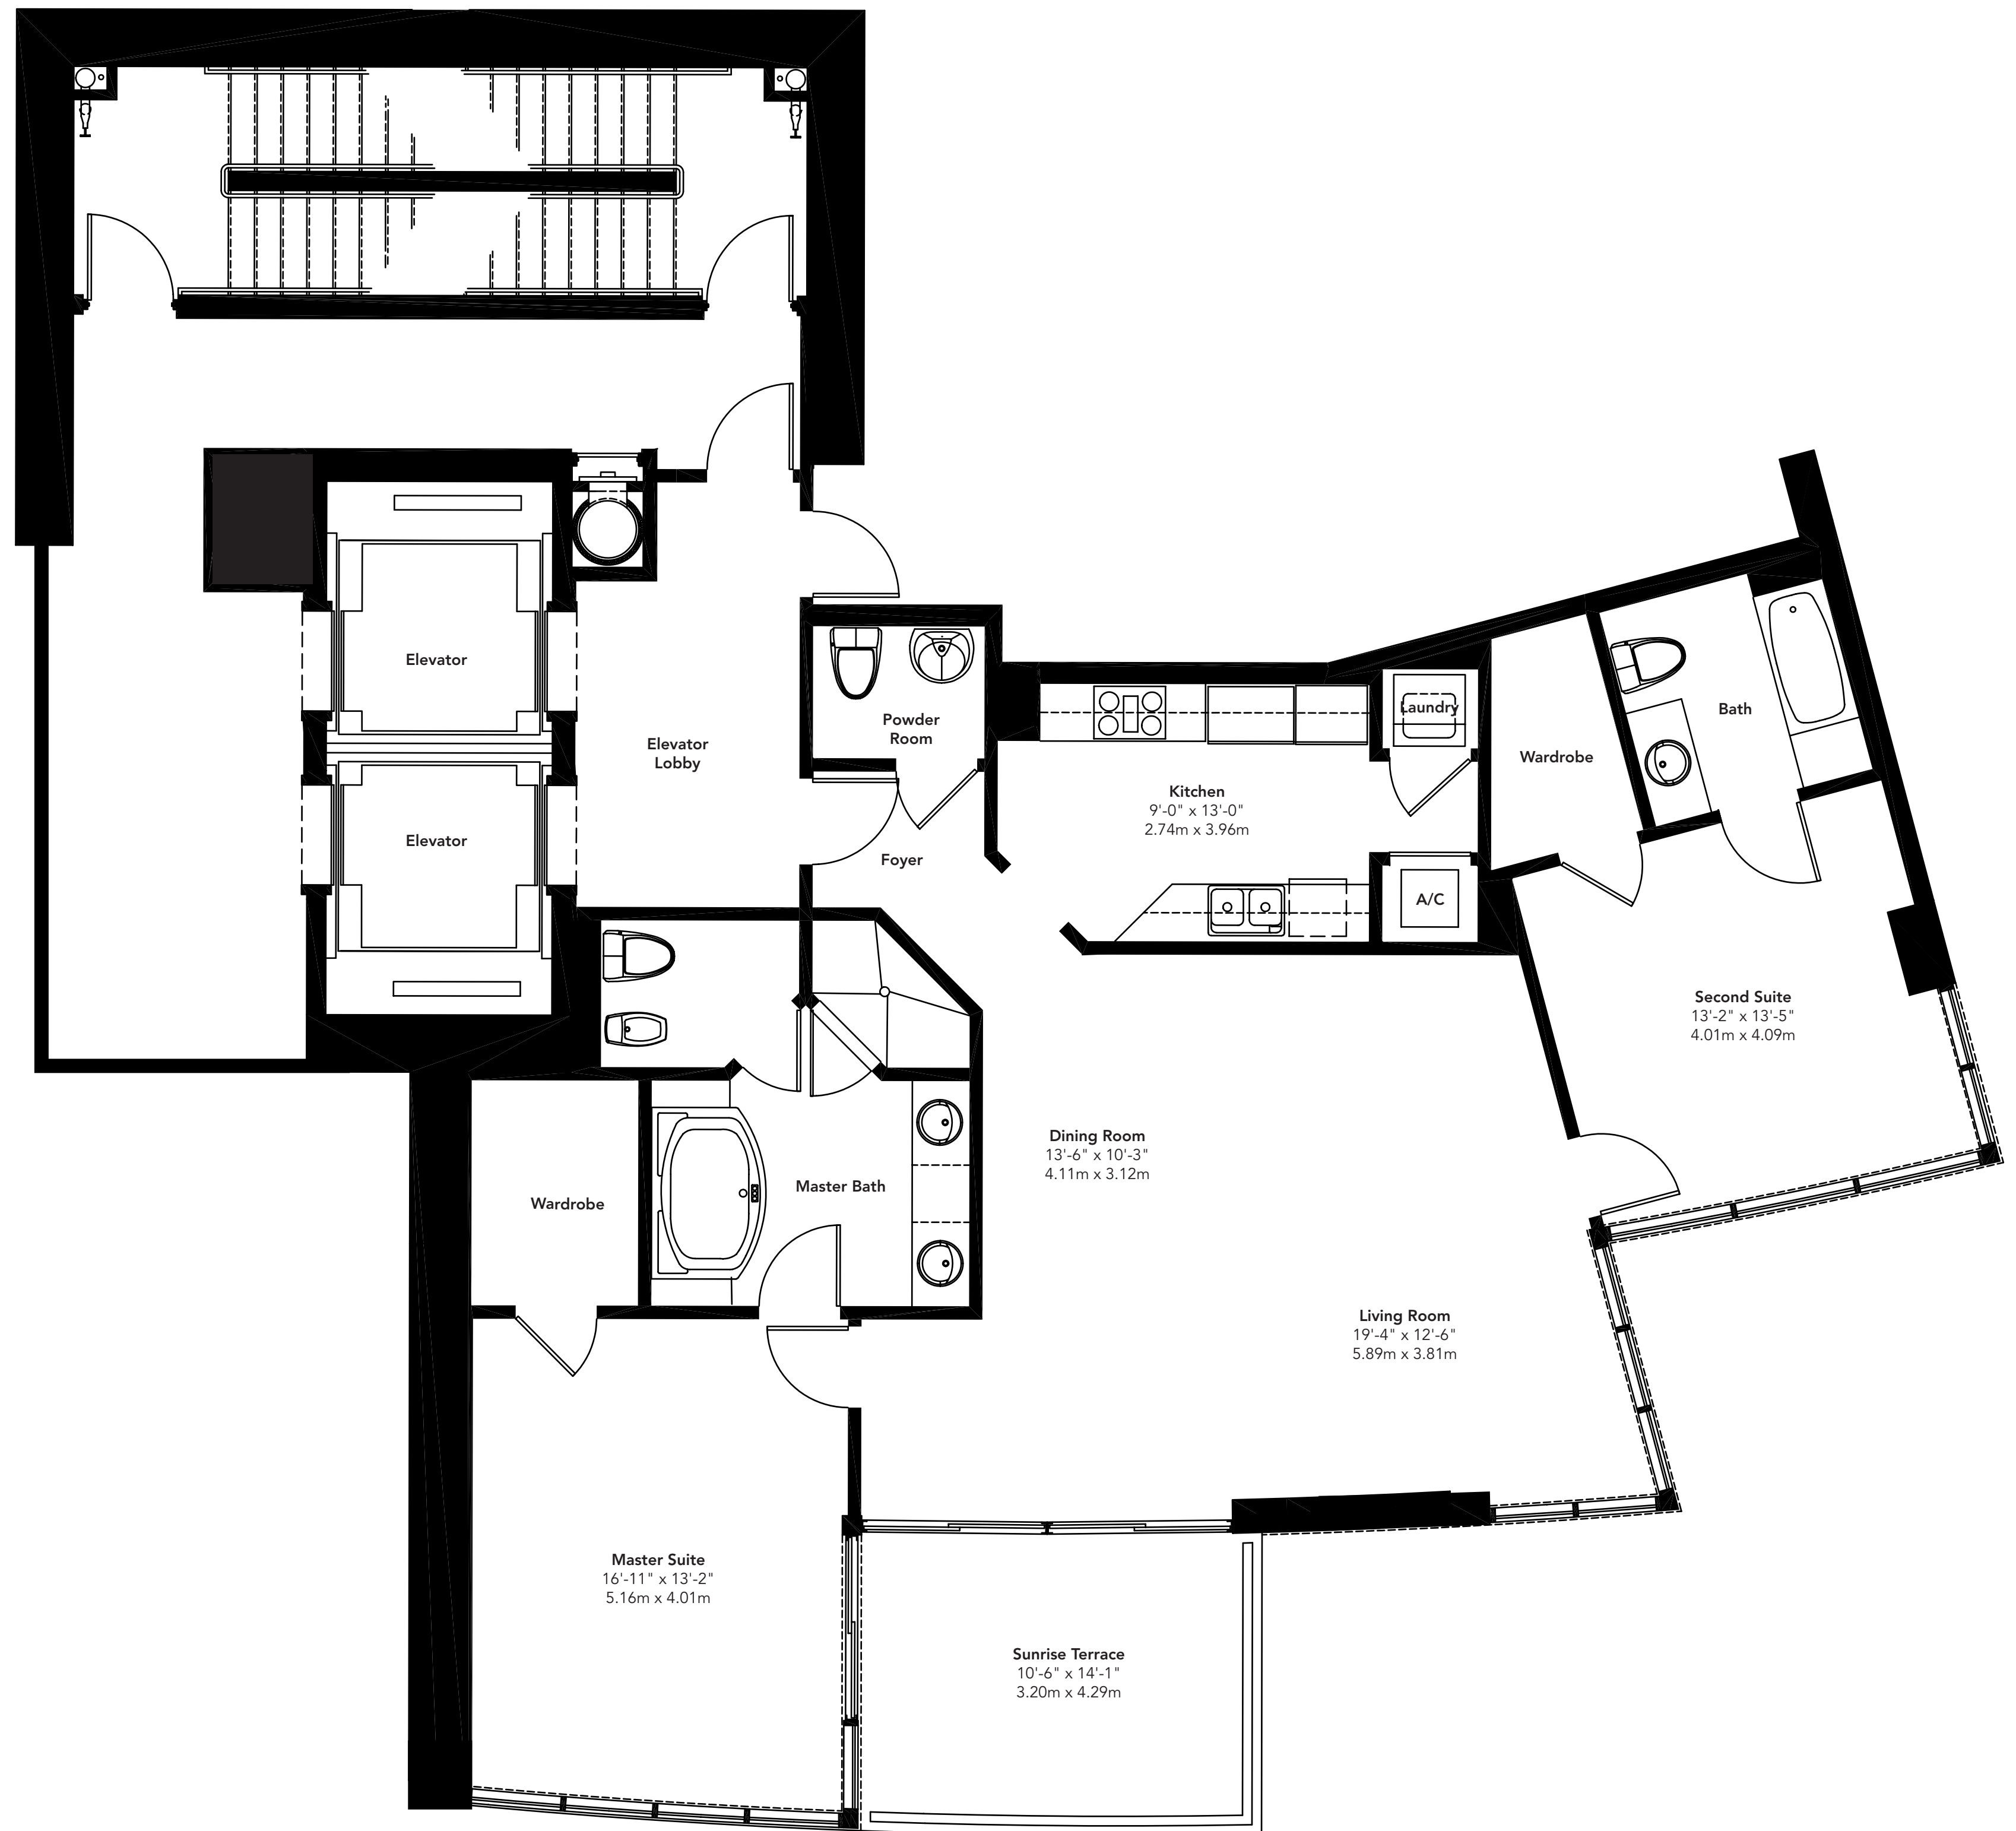 Elevator
Elevator
Elevator
Lobby
Powder
Room
Foyer
Kitchen
9'-0" x 13'-0"
2.74m x 3.96m
Laundry
A/C
Wardrobe
Bath
Second Suite
13'-2" x 13'-5"
4.01m x 4.09m
Dining Room
13'-6" x 10'-3"
4.11m x 3.12m
Master Bath
Wardrobe
Living Room
19'-4" x 12'-6"
5.89m x 3.81m
Master Suite
16'-11" x 13'-2"
5.16m x 4.01m
Sunrise Terrace
10'-6" x 14'-1"
3.20m x 4.29m